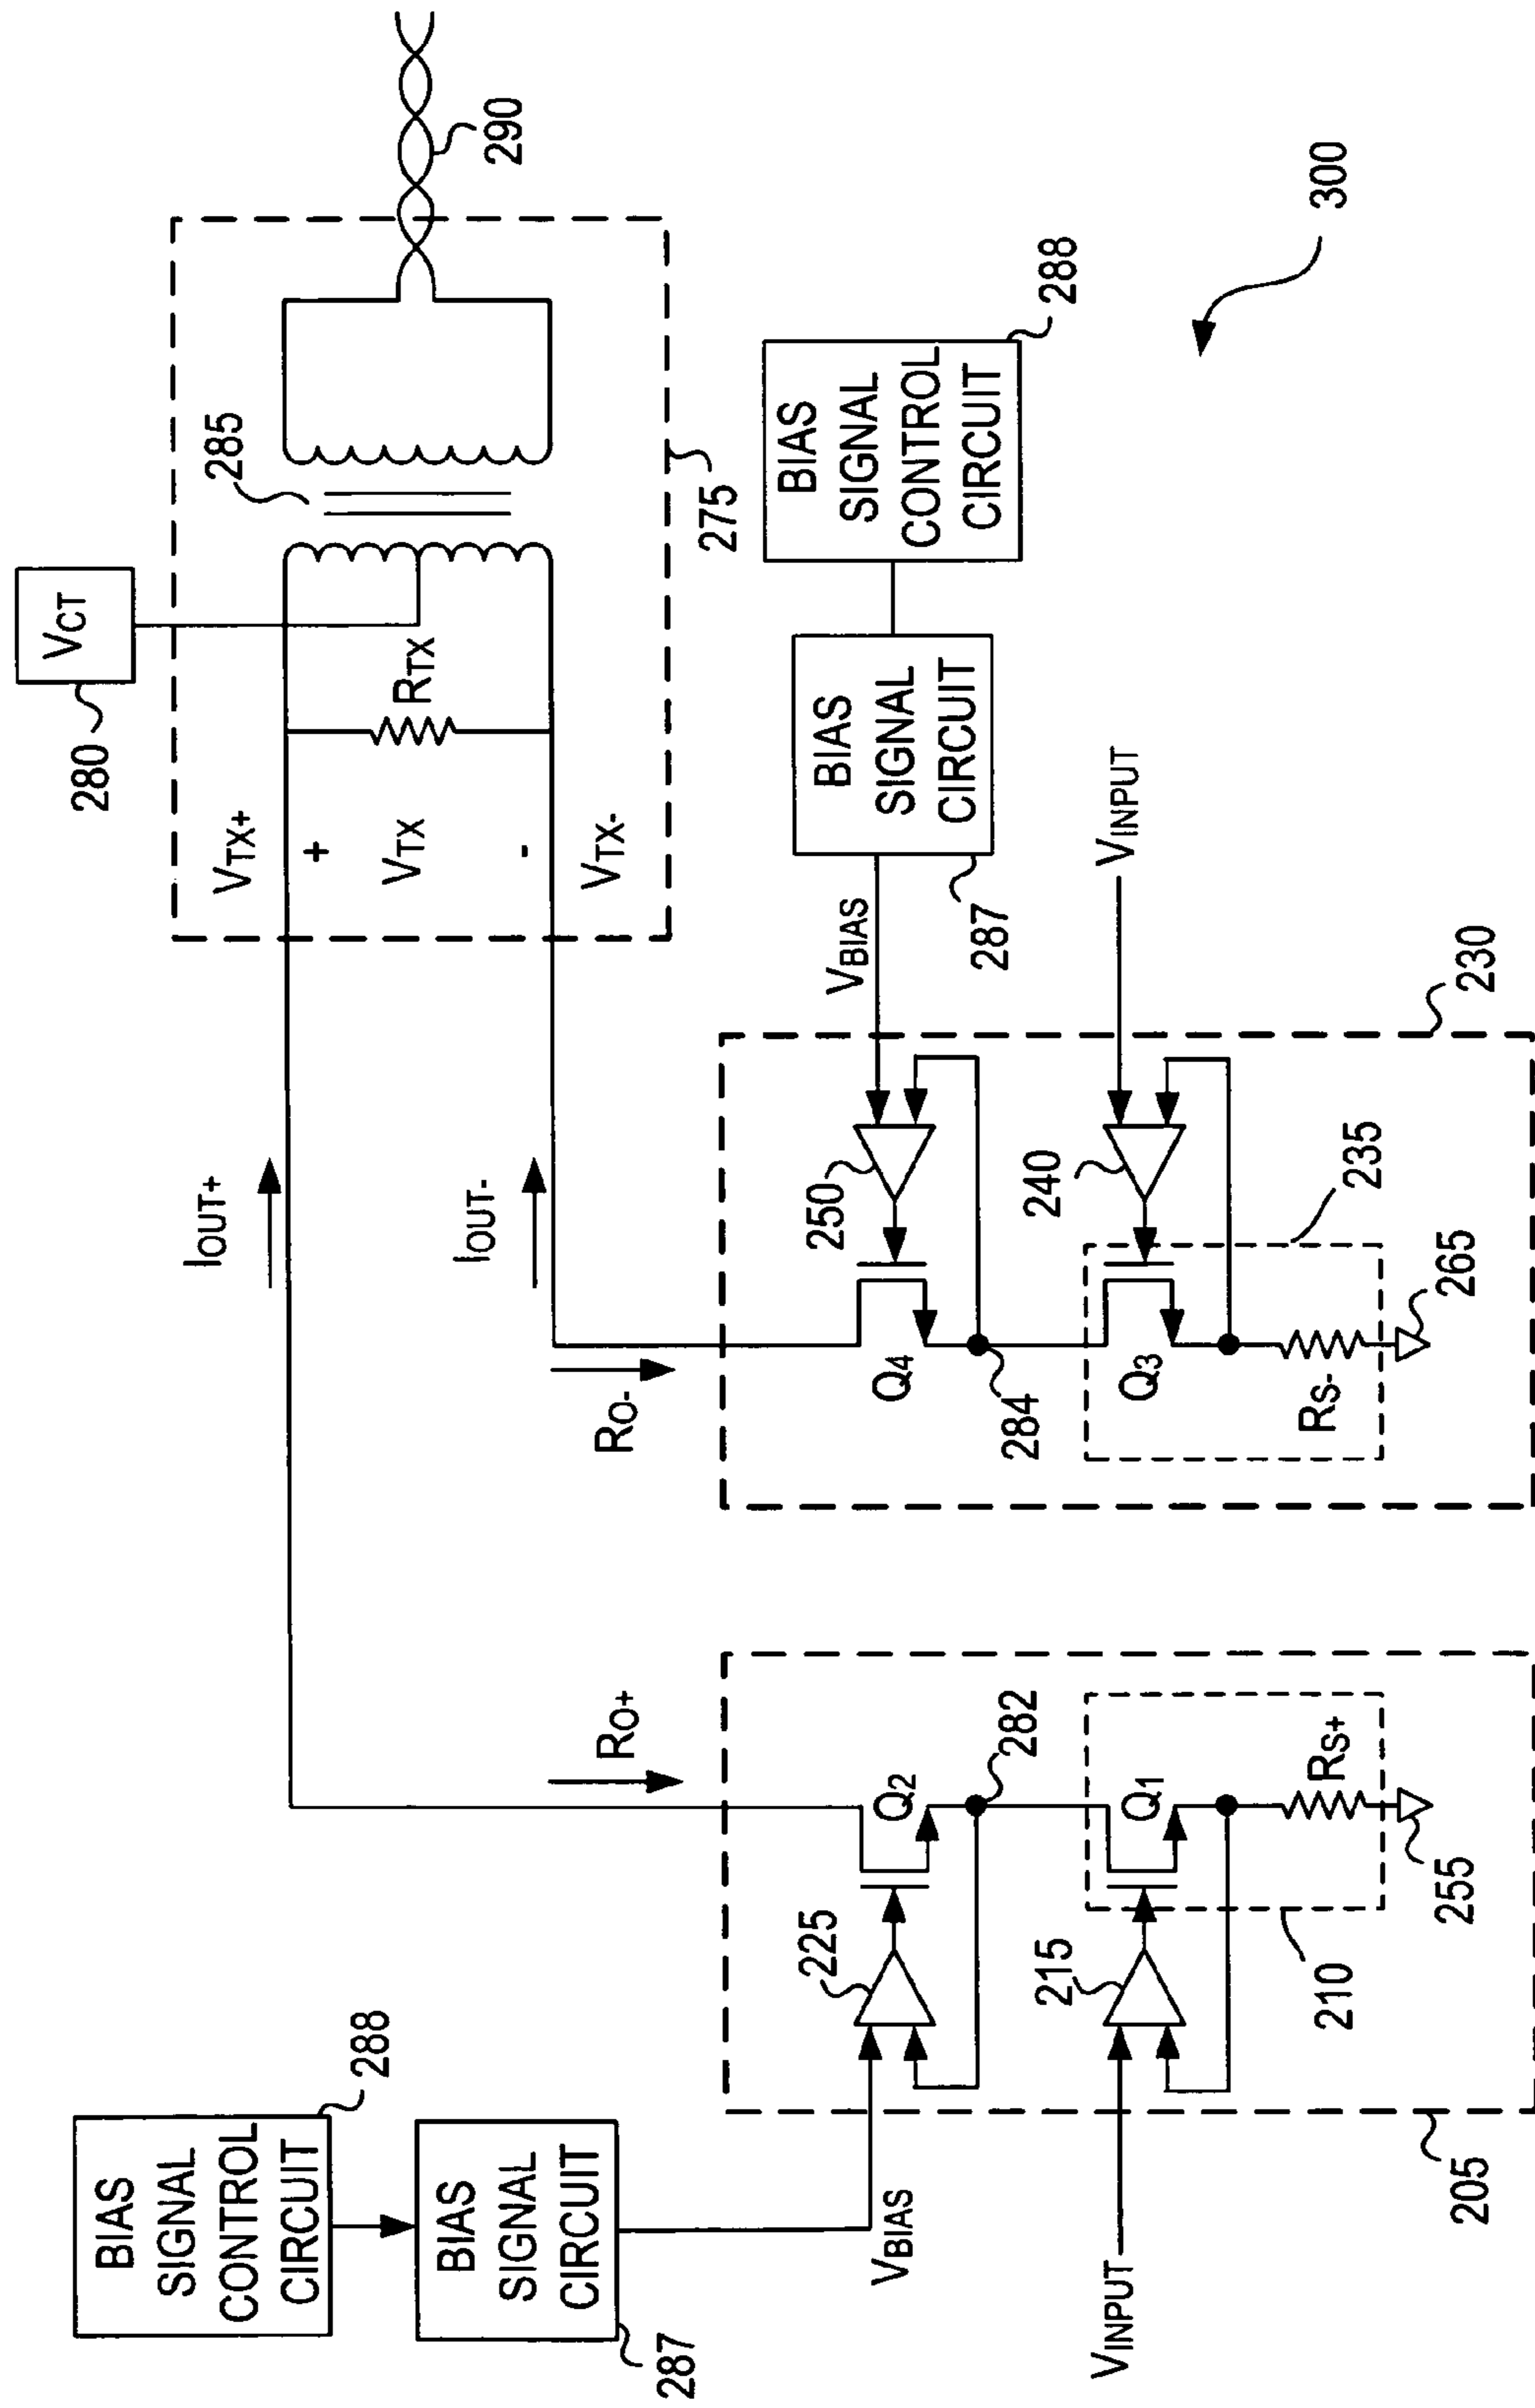 BIAS
SIGNAL
CONTROL
CIRCUIT
288
BIAS
SIGNAL
CIRCUIT
287
VBIAS
VINPUT
205
225
215
210
255
Q2
282
Q1
RS+
RO+
IOUT+
IOUT-
RO-
Q4
284
Q3
RS-
250
240
235
265
230
VBIAS
287
VINPUT
BIAS
SIGNAL
CIRCUIT
BIAS
SIGNAL
CONTROL
CIRCUIT
288
280
VCT
VTX+
+
VTX
-
VTX-
RTX
285
275
290
300